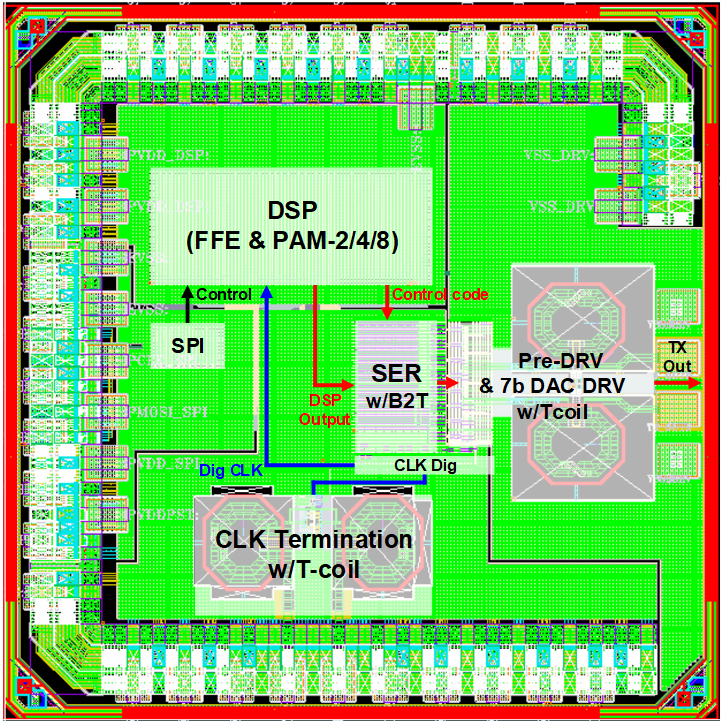 PVDD_DSP:
VSS_DRV:
DSP
(FFE & PAM-2/4/8)
VSS_DRV
Control
Control code
SPI
TX
Out
Pre-DRV
& 7b DAC DRV
w/Tcoil
SER
w/B2T
DSP
Output
PMOSI_SPI
Dig CLK
CLK Dig
PVDD_SPI
PVDDPST:
CLK Termination
w/T-coil